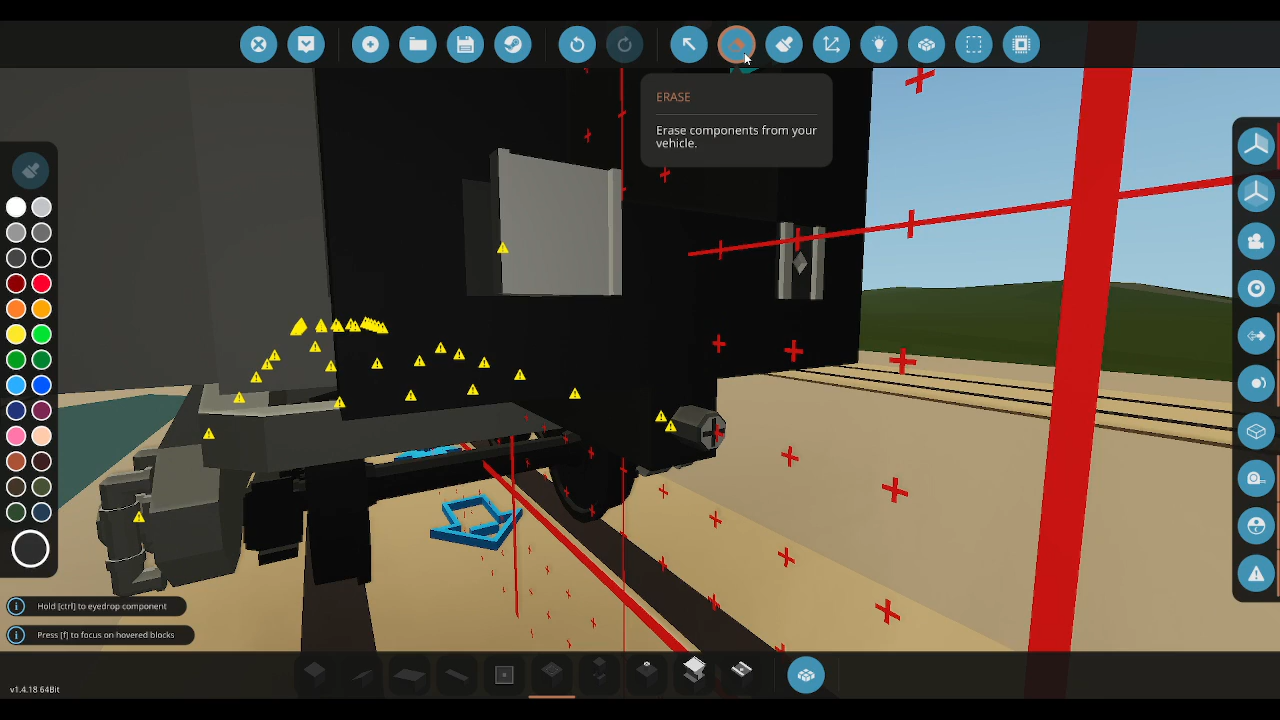 ERASE
Erase components from your
vehicle.
Hold [ctrl] to eyedrop component
Press [f] to focus on hovered blocks
v1.4.18 64Bit